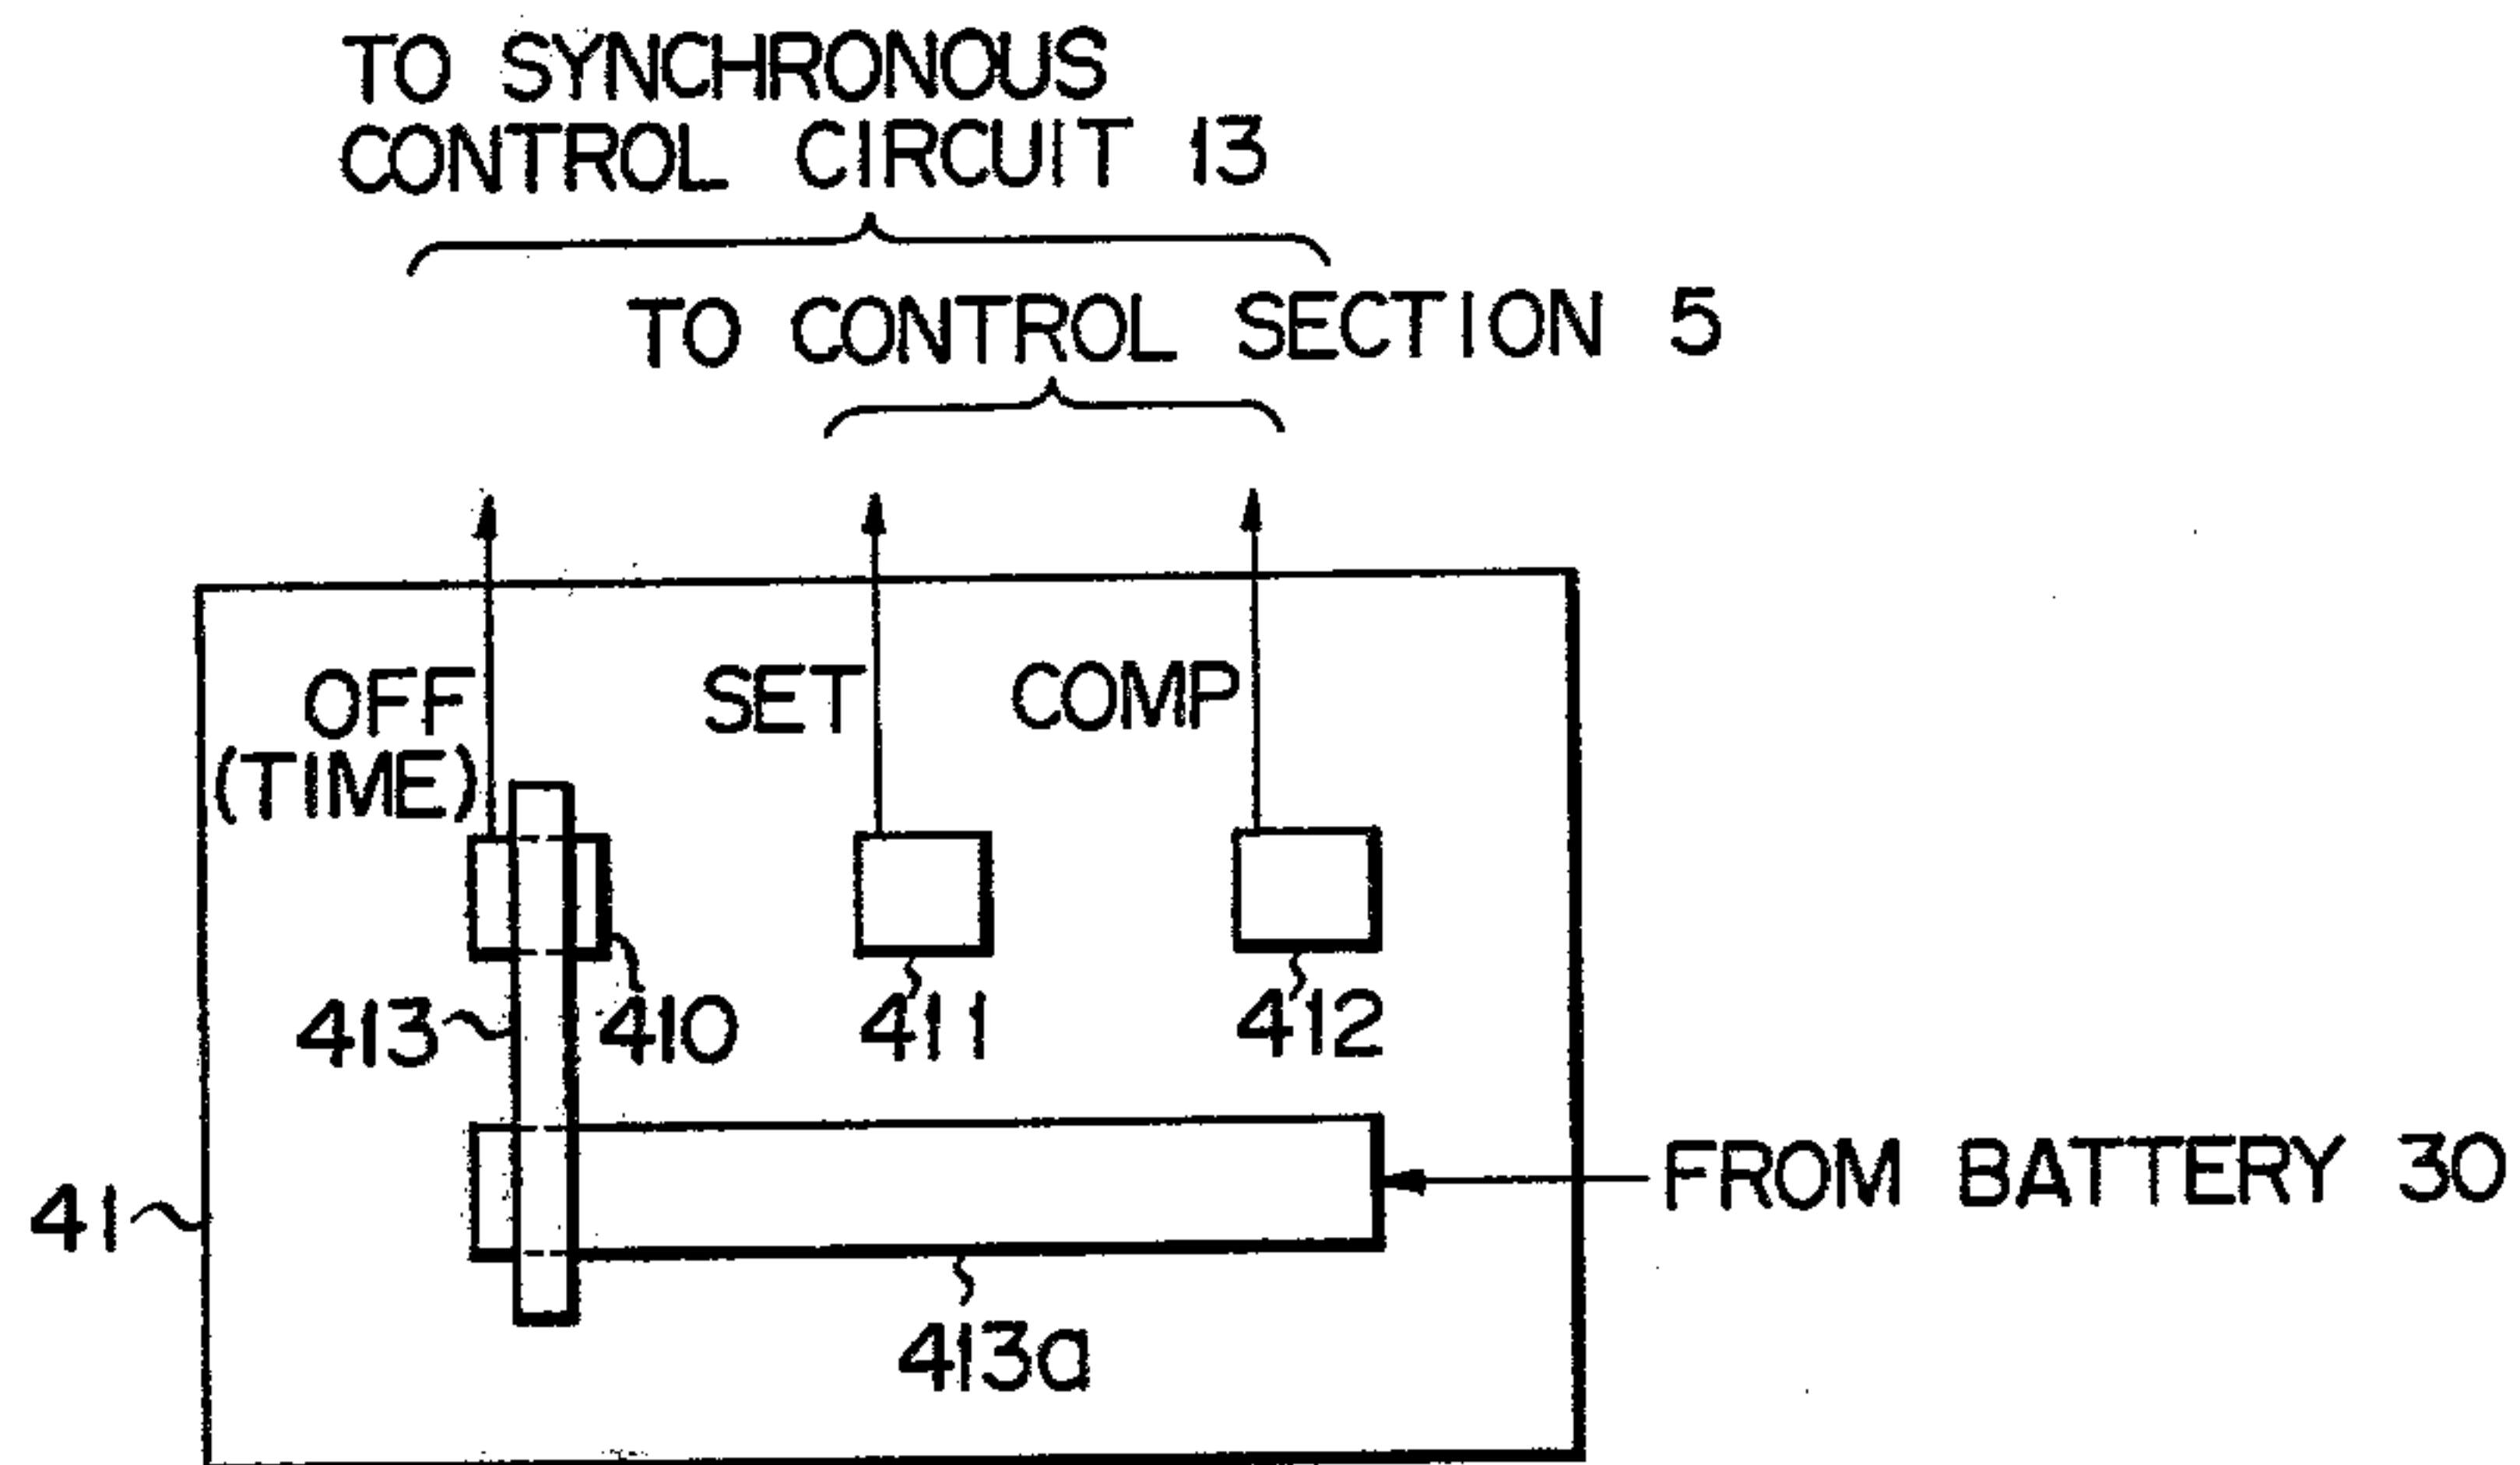 TO SYNCHRONOUS
CONTROL CIRCUIT 13
TO CONTROL SECTION 5
OFF
(TIME)
SET
COMP
413
410
411
412
41
FROM BATTERY 30
413a